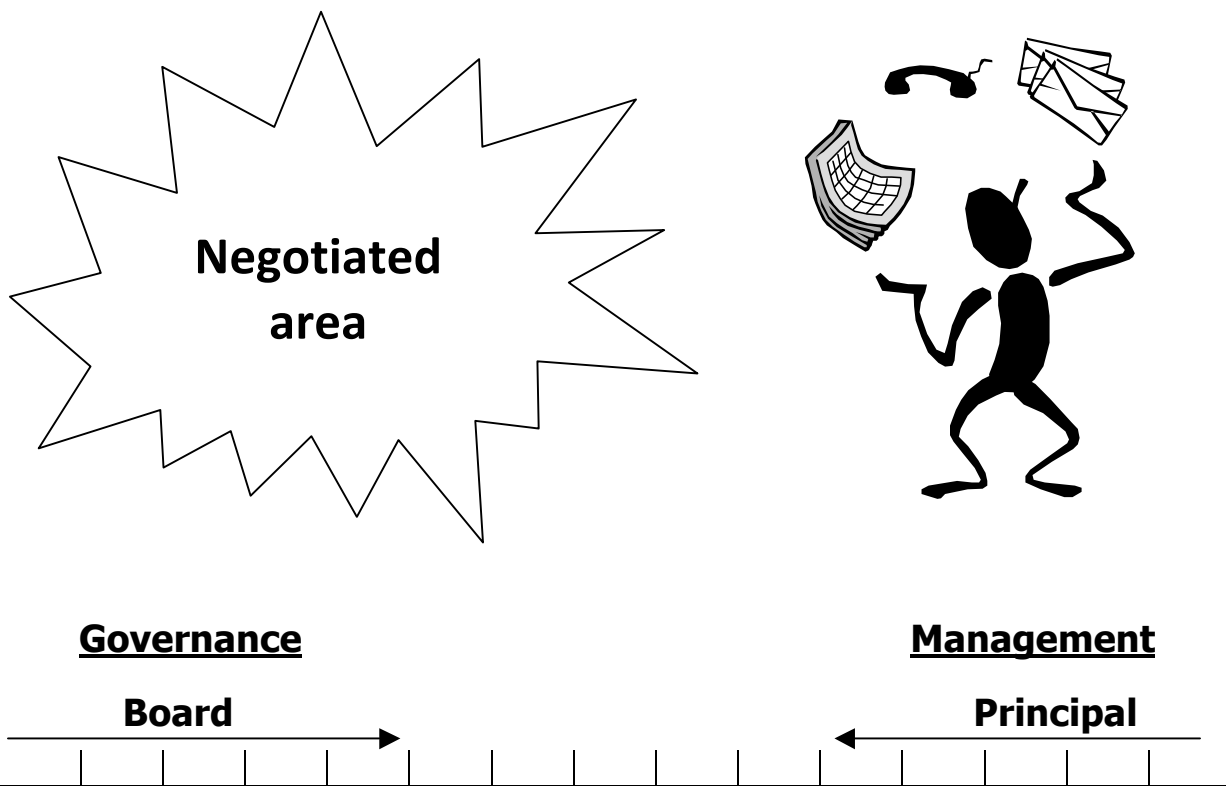 Negotiated
area
Governance
Management
Board
Principal